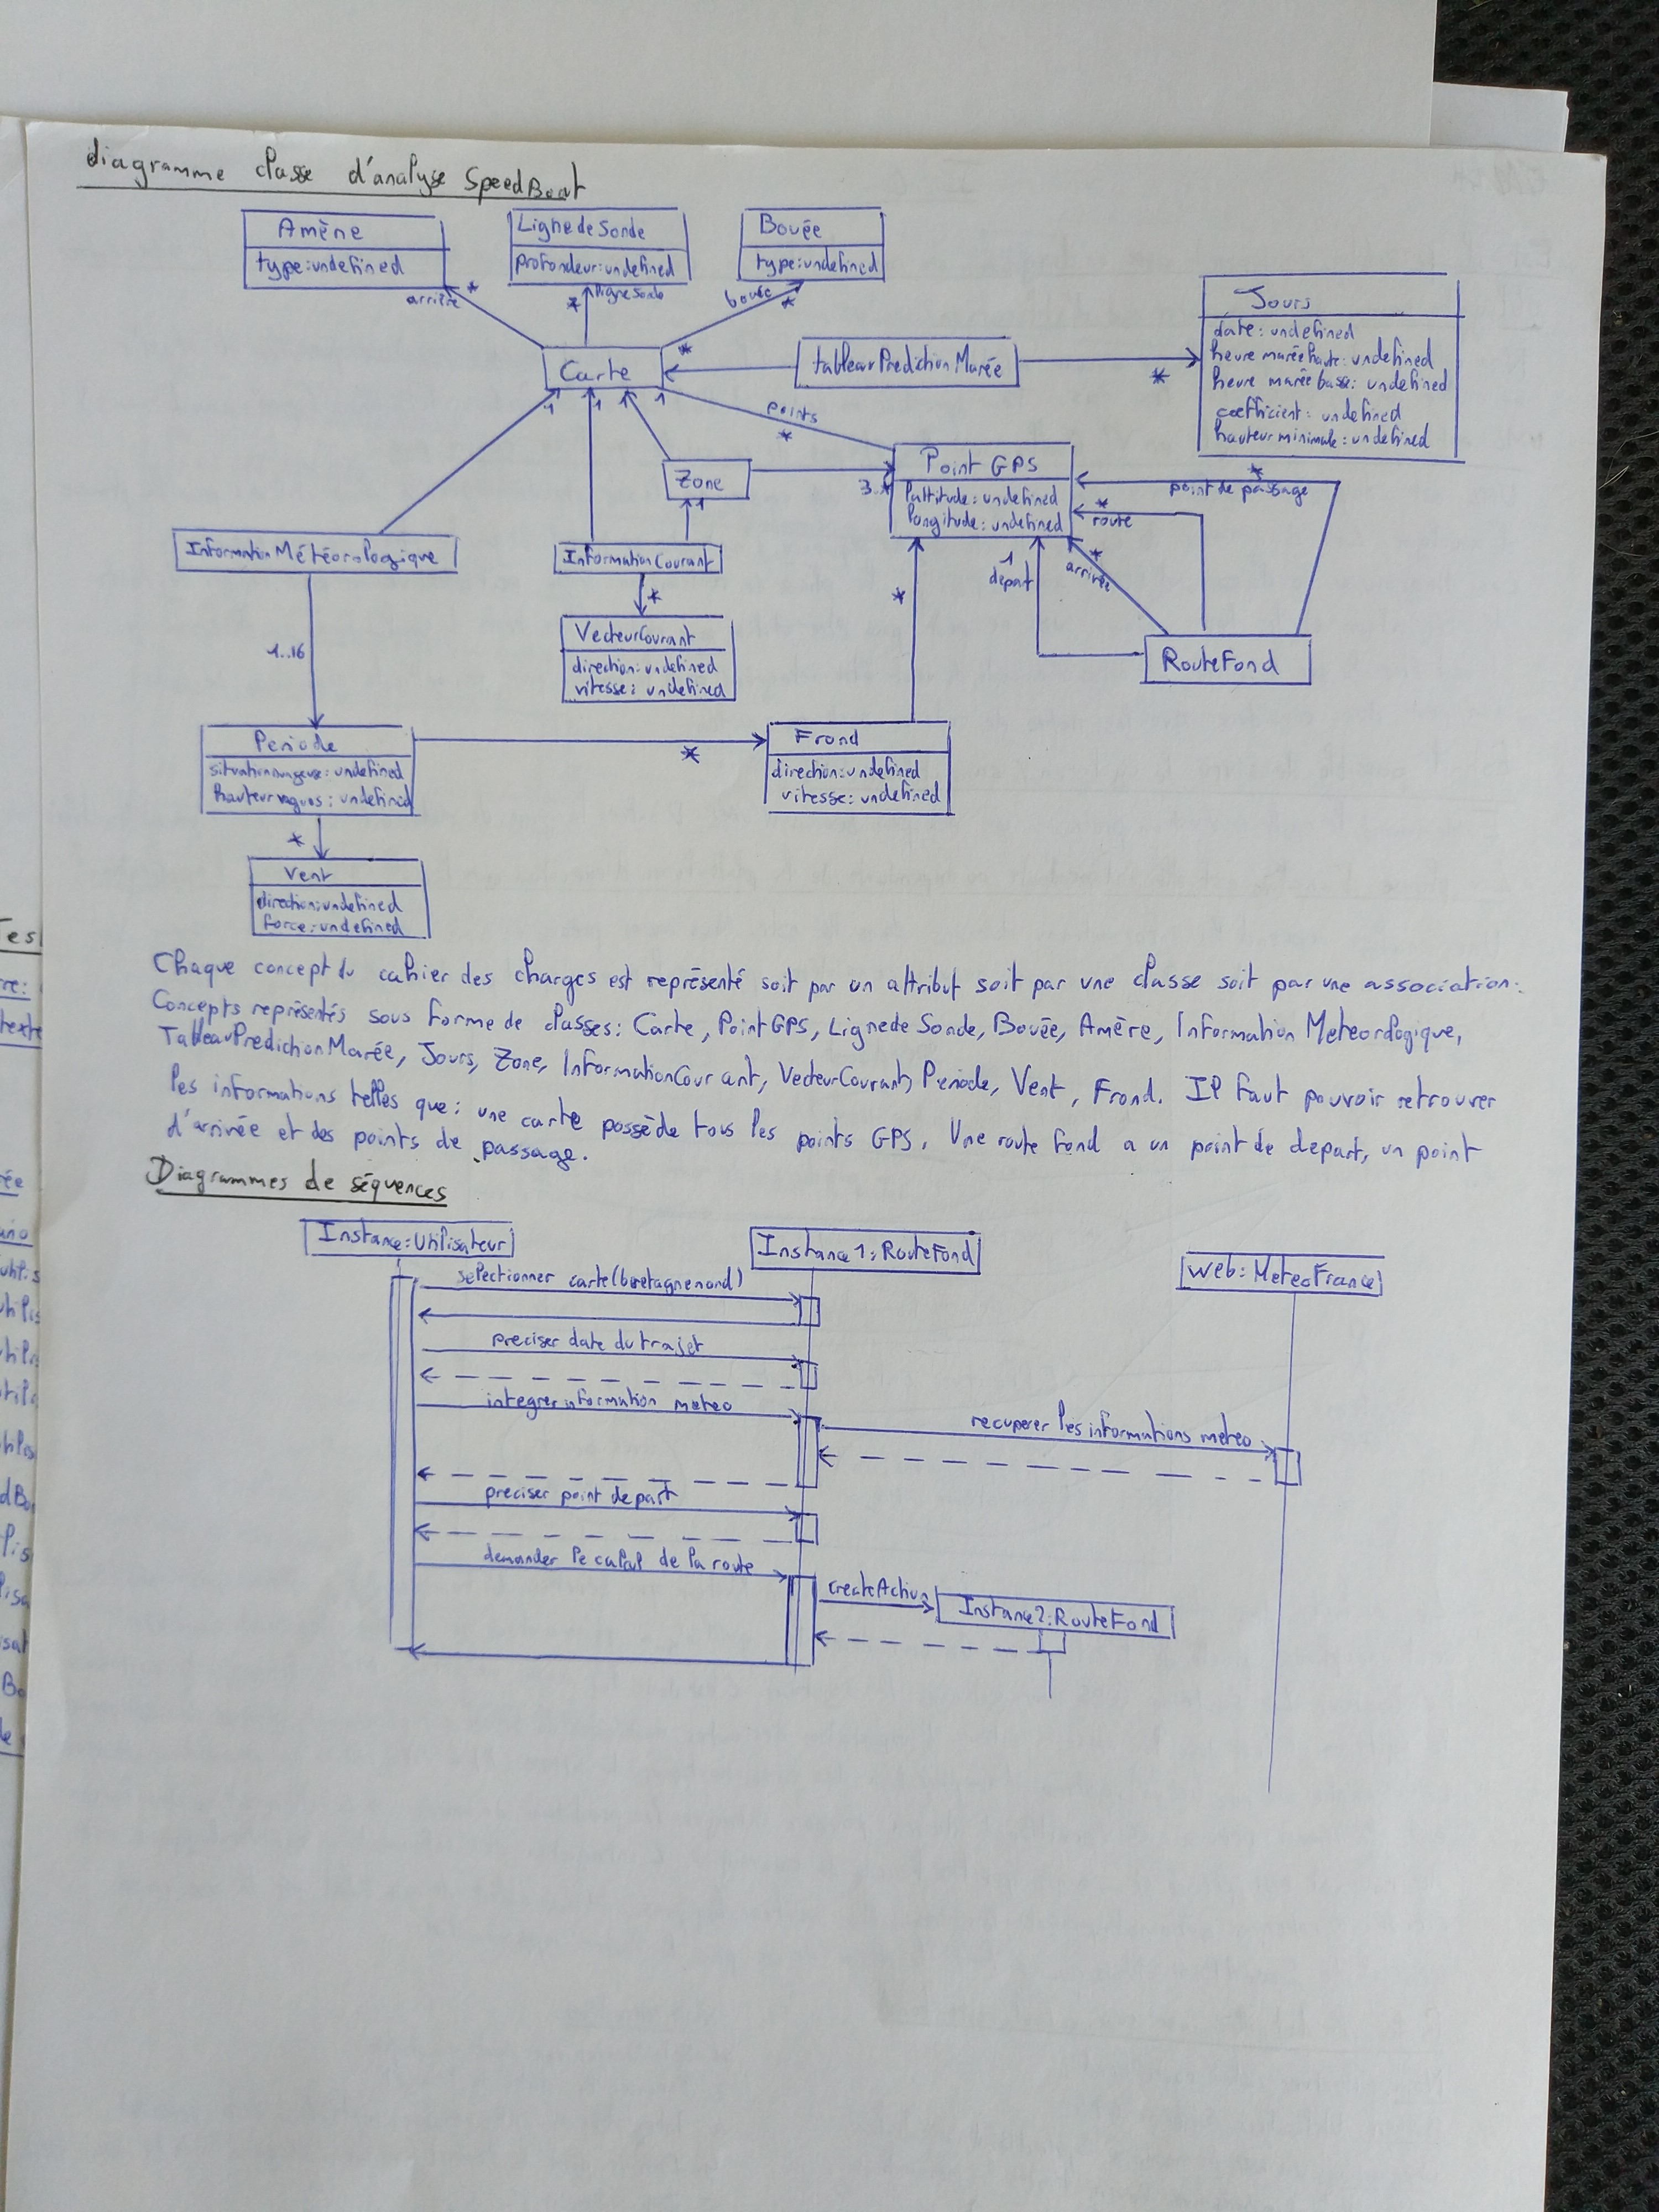 diagramme classe d'analyse SpeedBoat
Amène
type:undefined
LignedeSonde
profondeur:undefined
Bouée
type:undefined
arrière *
* ligneSonde
bouée *
Jours
date: undefined
heure marée haute: undefined
heure marée basse: undefined
coefficient: undefined
hauteur minimale: undefined
Carte
*
tableauPredictionMarée
*
1 1 1 1
points
*
Zone
1
3..*
Point GPS
lattitude: undefined
longitude: undefined
*
point de passage
*
route
*
arrivée
1
depart
InformationMétéorologique
InformationCourant
*
VecteurCourant
direction:undefined
vitesse: undefined
*
RouteFond
1..16
Periode
hauteurvagues: undefined
*
Frond
direction:undefined
vitesse: undefined
*
Vent
direction:undefined
force:undefined
Chaque concept du cahier des charges est représenté soit par un attribut soit par une classe soit par une association.
Concepts représentés sous forme de classes: Carte, PointGPS, LignedeSonde, Bouée, Amère, Information Meteorologique,
TableauPredictionMarée, Jours, Zone, InformationCourant, VecteurCourant, Periode, Vent, Frond. Il faut pouvoir retrouver
les informations telles que: une carte possède tous les points GPS. Une route fond a un point de depart, un point
d'arrivée et des points de passage.
Diagrammes de séquences
Instance:Utilisateur
Instance1:RouteFond
web:MeteoFrance
selectionner carte(bretagnenord)
preciser date du trajet
integrer information meteo
recuperer les informations meteo
preciser point depart
demander le calcul de la route
createAction
Instance2:RouteFond